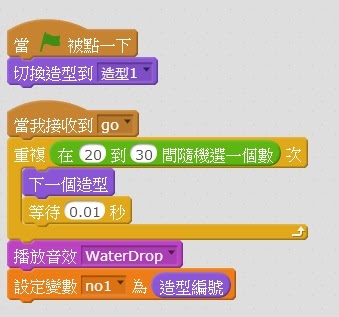 當 被點一下
切換造型到 造型1
當我接收到 go
重複 在 20 到 30 間隨機選一個數 次
下一個造型
等待 0.01 秒
播放音效 WaterDrop
設定變數 no1 為 造型編號